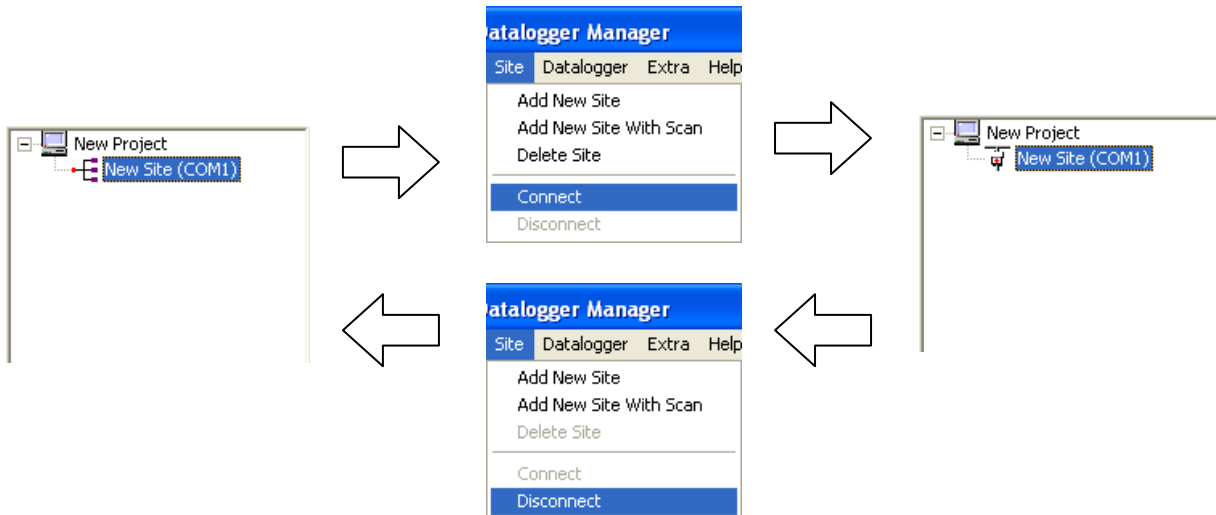 New Project
New Site (COM1)
atalogger Manager
Site Datalogger Extra Help
Add New Site
Add New Site With Scan
Delete Site
Connect
Disconnect
New Project
New Site (COM1)
atalogger Manager
Site Datalogger Extra Help
Add New Site
Add New Site With Scan
Delete Site
Connect
Disconnect